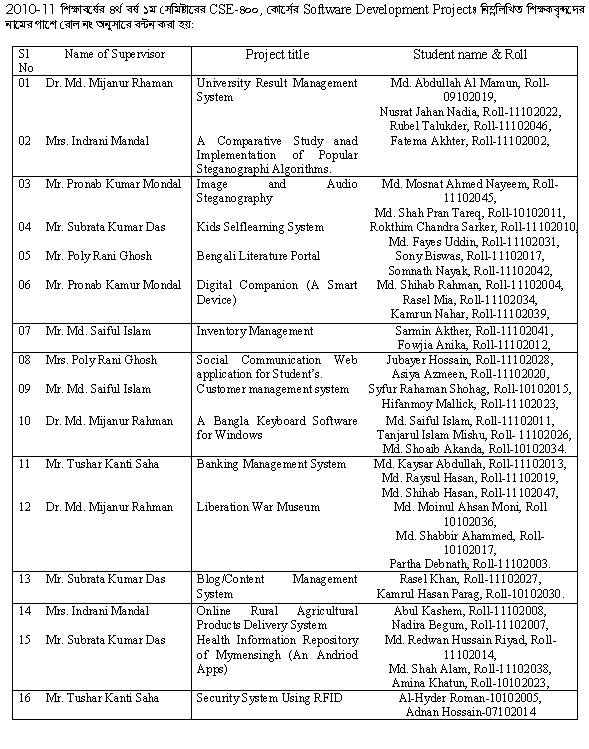 2010-11 শিক্ষাবর্ষের ৪র্থ বর্ষ ১ম সেমিষ্টারের CSE-৪০০, কোর্সের Software Development Projectঃ নিম্নলিখিত শিক্ষকবৃন্দের
নামের পাশে রোল নং অনুসারে বন্টন করা হয়:
Sl No Name of Supervisor Project title Student name & Roll
01 Dr. Md. Mijanur Rhaman University Result Management System Md. Abdullah Al Mamun, Roll-
09102019,
Nusrat Jahan Nadia, Roll-11102022,
Rubel Talukder, Roll-11102046,
02 Mrs. Indrani Mandal A Comparative Study anad Fatema Akhter, Roll-11102002,
Implementation of Popular
Steganographi Algorithms.
03 Mr. Pronab Kumar Mondal Image and Audio Md. Mosnat Ahmed Nayeem, Roll-
Steganography 11102045,
Md. Shah Pran Tareq, Roll-10102011,
04 Mr. Subrata Kumar Das Kids Selflearning System Rokthim Chandra Sarker, Roll-11102010,
Md. Fayes Uddin, Roll-11102031,
05 Mr. Poly Rani Ghosh Bengali Literature Portal Sony Biswas, Roll-11102017,
Somnath Nayak, Roll-11102042,
06 Mr. Pronab Kamur Mondal Digital Companion (A Smart Md. Shihab Rahman, Roll-11102004,
Device) Rasel Mia, Roll-11102034,
Kamrun Nahar, Roll-11102039,
07 Mr. Md. Saiful Islam Inventory Management Sarmin Akther, Roll-11102041,
Fowjia Anika, Roll-11102012,
08 Mrs. Poly Rani Ghosh Social Communication Web Jubayer Hossain, Roll-11102028,
application for Student's. Asiya Azmeen, Roll-11102020,
09 Mr. Md. Saiful Islam Customer management system Syfur Rahaman Shohag, Roll-10102015,
Hifanmoy Mallick, Roll-11102023,
10 Dr. Md. Mijanur Rahman A Bangla Keyboard Software Md. Saiful Islam, Roll-11102011,
for Windows Tanjarul Islam Mishu, Roll- 11102026,
Md. Shoaib Akanda, Roll-10102034.
11 Mr. Tushar Kanti Saha Banking Management System Md. Kaysar Abdullah, Roll-11102013,
Md. Raysul Hasan, Roll-11102019,
Md. Shihab Hasan, Roll-11102047,
12 Dr. Md. Mijanur Rahman Liberation War Museum Md. Moinul Ahsan Moni, Roll
10102036,
Md. Shabbir Ahammed, Roll-
10102017,
Partha Debnath, Roll-11102003.
13 Mr. Subrata Kumar Das Blog/Content Management Rasel Khan, Roll-11102027,
System Kamrul Hasan Parag, Roll-10102030.
14 Mrs. Indrani Mandal Online Rural Agricultural Abul Kashem, Roll-11102008,
Products Delivery System Nadira Begum, Roll-11102007,
15 Mr. Subrata Kumar Das Health Information Repository Md. Redwan Hussain Riyad, Roll-
of Mymensingh (An Andriod 11102014,
Apps) Md. Shah Alam, Roll-11102038,
Amina Khatun, Roll-10102023,
16 Mr. Tushar Kanti Saha Security System Using RFID Al-Hyder Roman-10102005,
Adnan Hossain-07102014